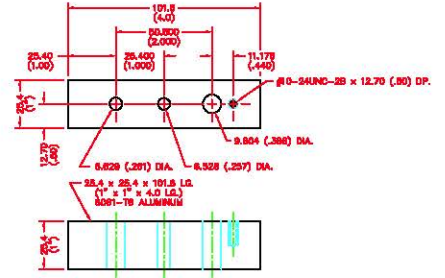 101.6
(4.0)
50.800
(2.000)
25.40
(1.00)
25.400
(1.000)
11.176
(.440)
#10-24UNC-2B × 12.70 (.50) DP.
25.4
(1")
12.70
(.50)
9.804 (.386) DIA.
6.629 (.261) DIA.
6.528 (.257) DIA.
25.4 × 25.4 × 101.6 LG.
(1" × 1" × 4.0 LG.)
6061-T6 ALUMINUM
25.4
(1")